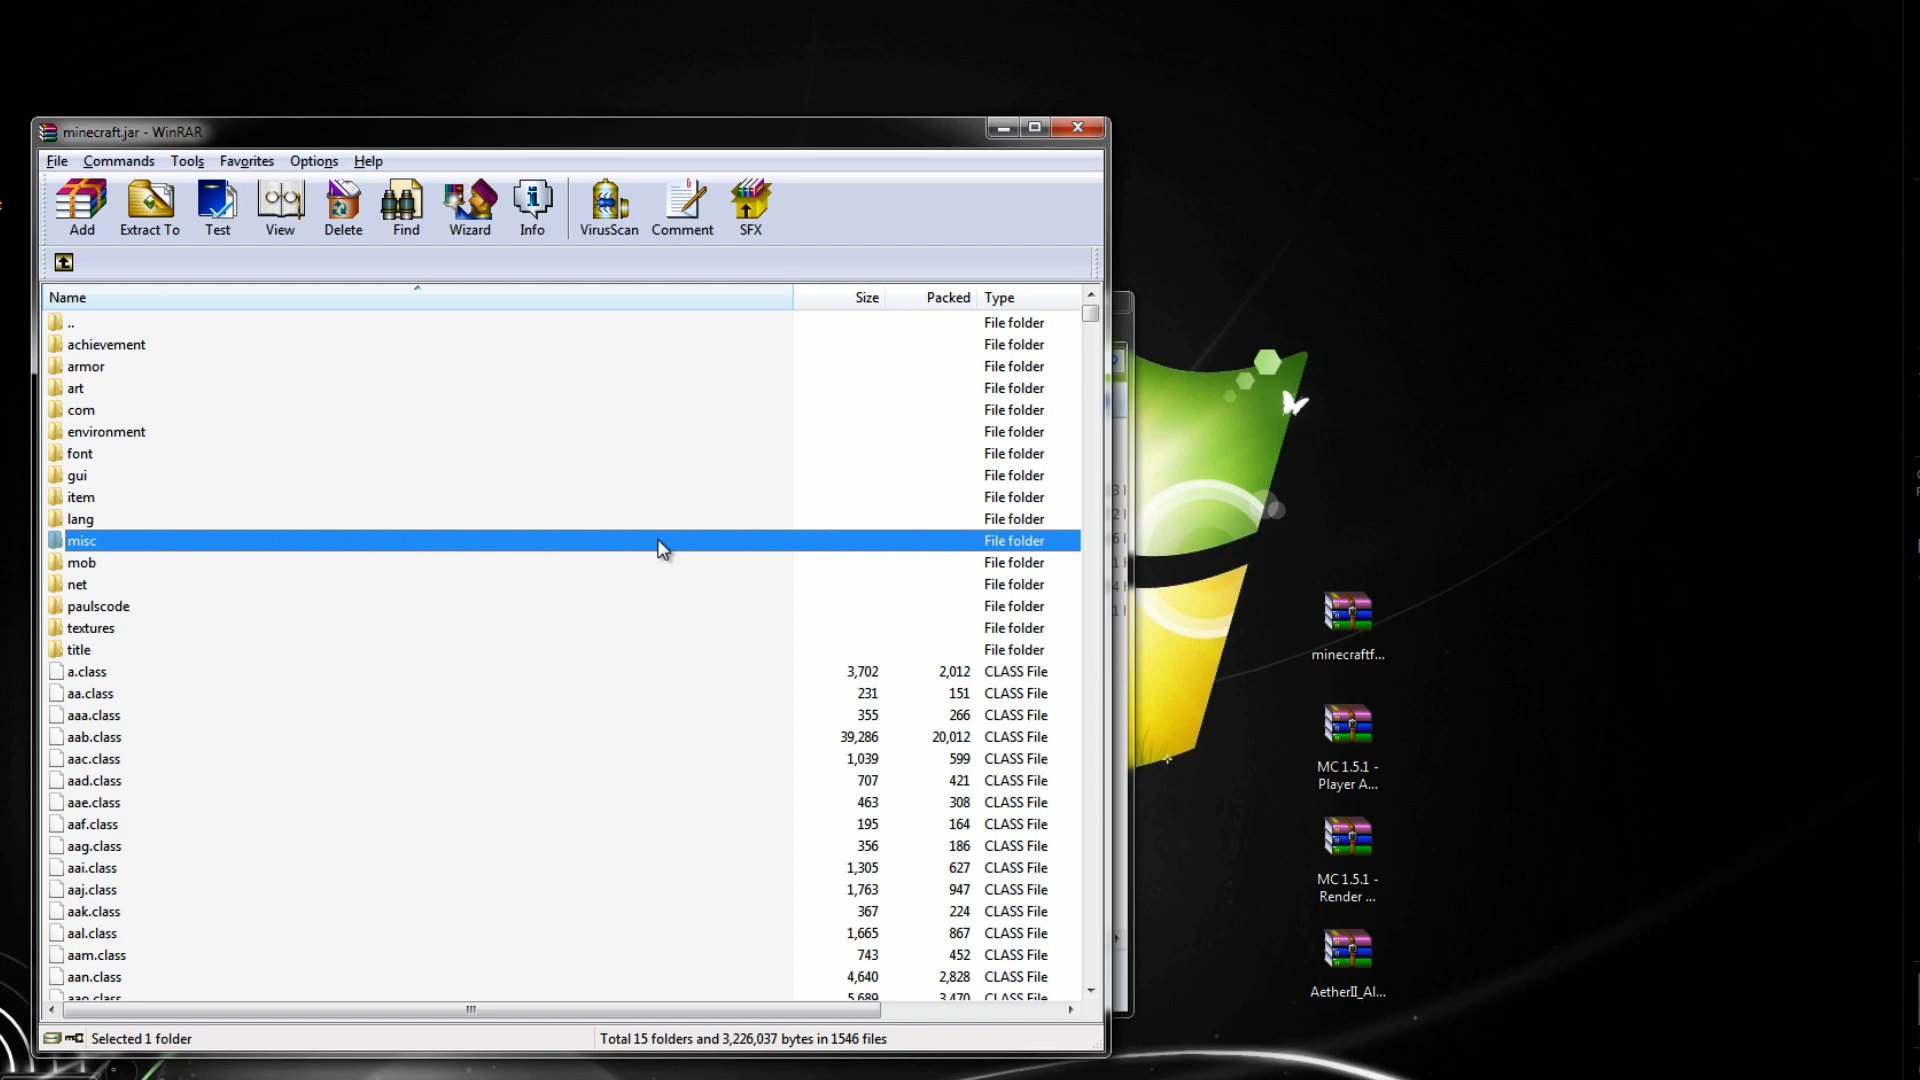 minecraft.jar - WinRAR
File Commands Tools Favorites Options Help
Add Extract To Test View Delete Find Wizard Info VirusScan Comment SFX
Name Size Packed Type
.. File folder
achievement File folder
armor File folder
art File folder
com File folder
environment File folder
font File folder
gui File folder
item File folder
lang File folder
misc File folder
mob File folder
net File folder
paulscode File folder
textures File folder
title File folder
a.class 3,702 2,012 CLASS File
aa.class 231 151 CLASS File
aaa.class 355 266 CLASS File
aab.class 39,286 20,012 CLASS File
aac.class 1,039 599 CLASS File
aad.class 707 421 CLASS File
aae.class 463 308 CLASS File
aaf.class 195 164 CLASS File
aag.class 356 186 CLASS File
aai.class 1,305 627 CLASS File
aaj.class 1,763 947 CLASS File
aak.class 367 224 CLASS File
aal.class 1,665 867 CLASS File
aam.class 743 452 CLASS File
aan.class 4,640 2,828 CLASS File
aao.class 5,689 3,470 CLASS File
Selected 1 folder Total 15 folders and 3,226,037 bytes in 1546 files
minecraftf...
MC 1.5.1 -
Player A...
MC 1.5.1 -
Render ...
AetherII_Al...